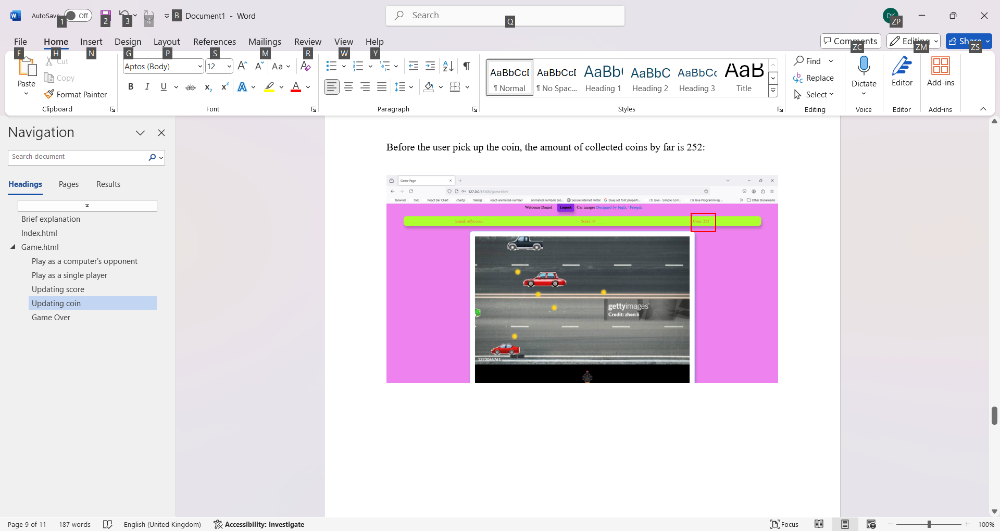 AutoSave Off
Document1 - Word
Search
1 2 3 4 B Q ZP
File Home Insert Design Layout References Mailings Review View Help
Comments Editing Share
F H N G P S M R W Y ZC ZM ZS
Paste
Cut
Copy
Format Painter
Clipboard
Aptos (Body) 12
Font
Paragraph
AaBbCcD AaBbCcD AaBb( AaBbC AaBbCc AaB
¶ Normal ¶ No Spac... Heading 1 Heading 2 Heading 3 Title
Styles
Find
Replace
Select
Editing
Dictate
Voice
Editor
Editor
Add-ins
Add-ins
Navigation
Search document
Headings Pages Results
Brief explanation
Index.html
Game.html
Play as a computer’s opponent
Play as a single player
Updating score
Updating coin
Game Over
Before the user pick up the coin, the amount of collected coins by far is 252:
Game Page
127.0.0.1:5500/game.html
Tailwind SVG React Bar Chart chartjs fakerjs react-animated-number animated numbers (co... Secure Internet Portal bluej set font properti... (1) Java - Simple Com... (1) Java Programming ... Other Bookmarks
Welcome Daniel Logout Car images Designed by brgfx / Freepik
Email: a@a.com Score: 0 Coin: 252
gettyimages
Credit: zhen li
1373065761
Page 9 of 11 187 words English (United Kingdom) Accessibility: Investigate Focus 100%